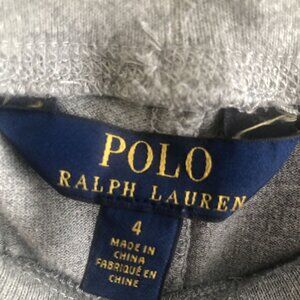 POLO
RALPH LAUREN
4
MADE IN
CHINA
FABRIQUÉ EN
CHINE